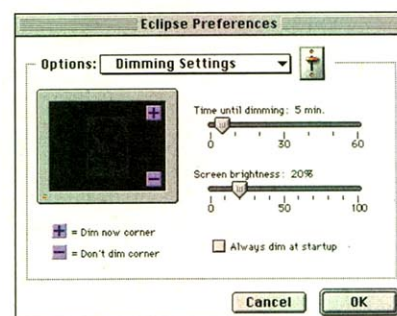 Eclipse Preferences
Options: Dimming Settings
+
−
Time until dimming: 5 min.
0 30 60
Screen brightness: 20%
0 50 100
+ = Dim now corner
− = Don't dim corner
Always dim at startup
Cancel OK